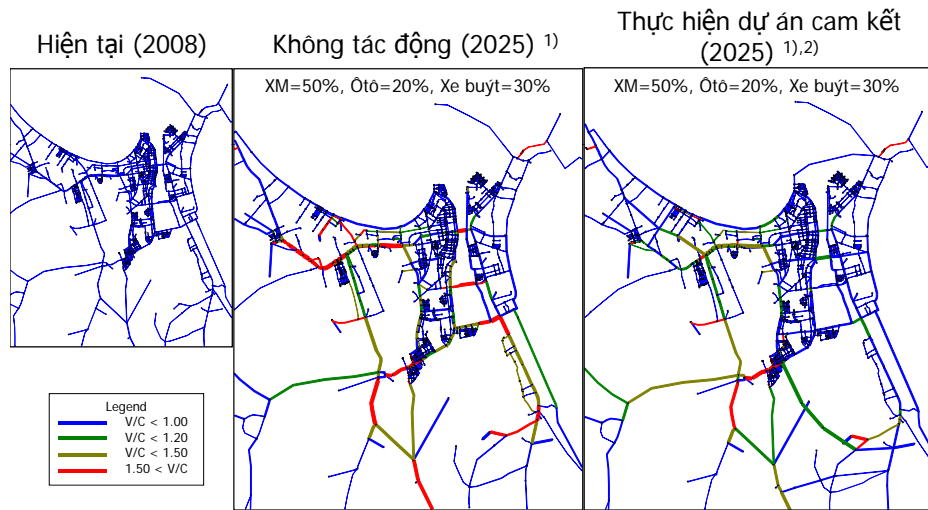 Hiện tại (2008)
Không tác động (2025) 1)
Thực hiện dự án cam kết
(2025) 1),2)
XM=50%, Ôtô=20%, Xe buýt=30%
XM=50%, Ôtô=20%, Xe buýt=30%
Legend
V/C < 1.00
V/C < 1.20
V/C < 1.50
1.50 < V/C